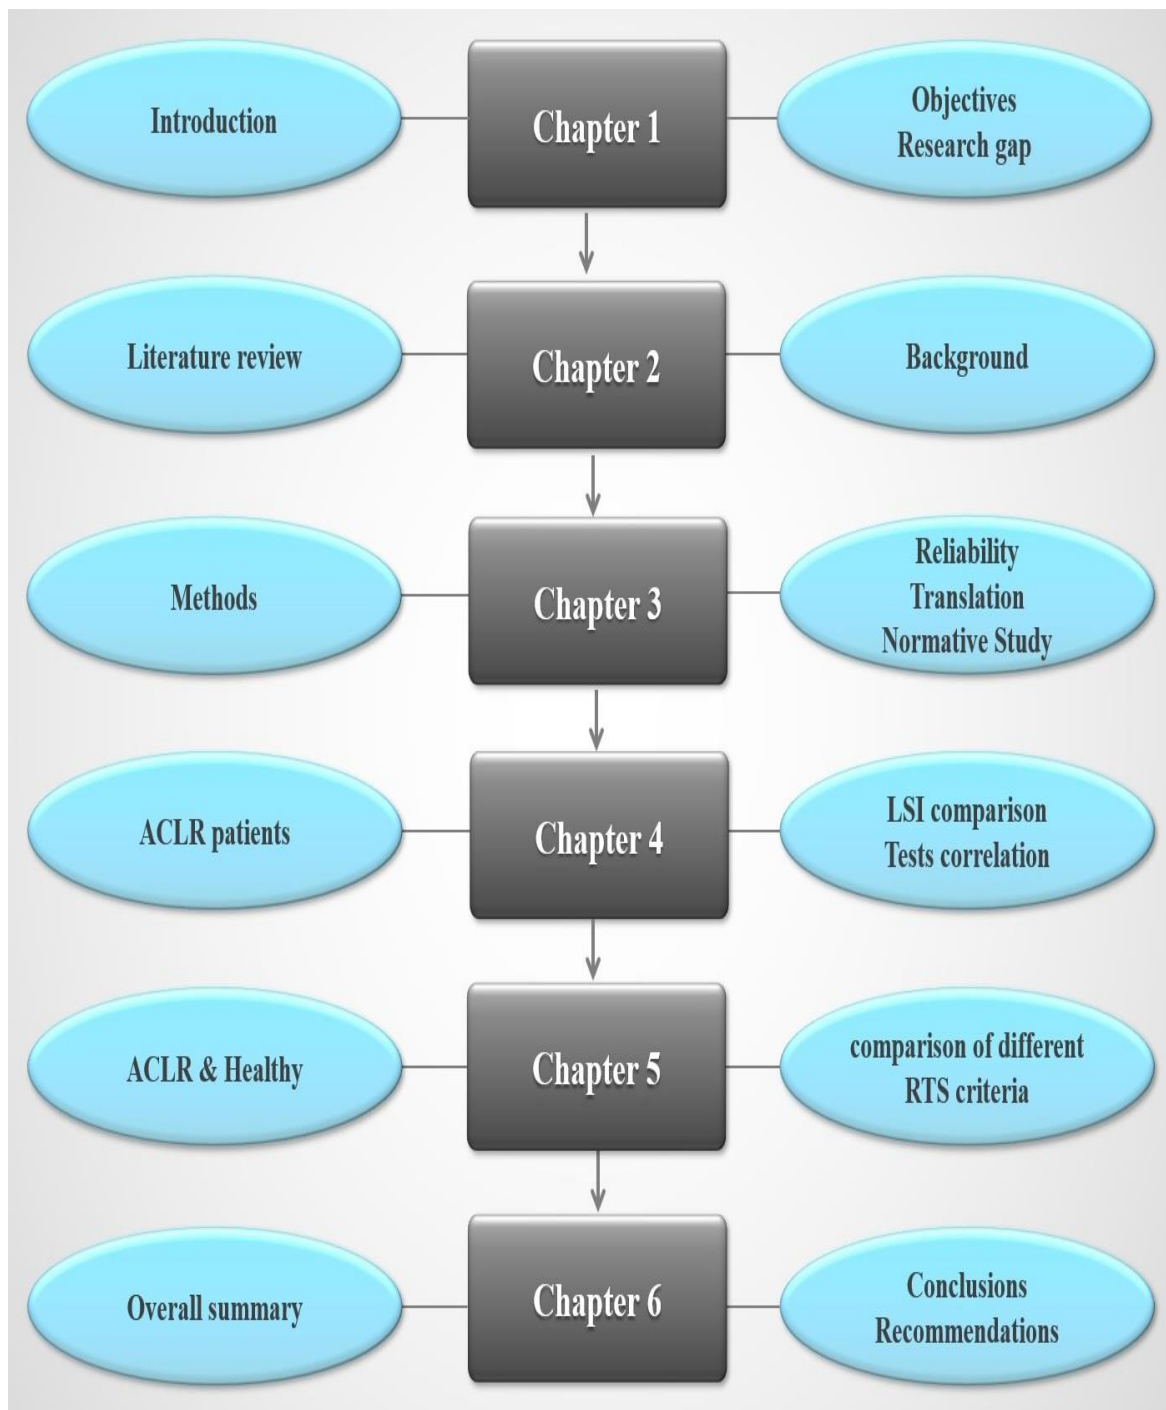 Introduction
Chapter 1
Objectives
Research gap
Literature review
Chapter 2
Background
Methods
Chapter 3
Reliability
Translation
Normative Study
ACLR patients
Chapter 4
LSI comparison
Tests correlation
ACLR & Healthy
Chapter 5
comparison of different
RTS criteria
Overall summary
Chapter 6
Conclusions
Recommendations